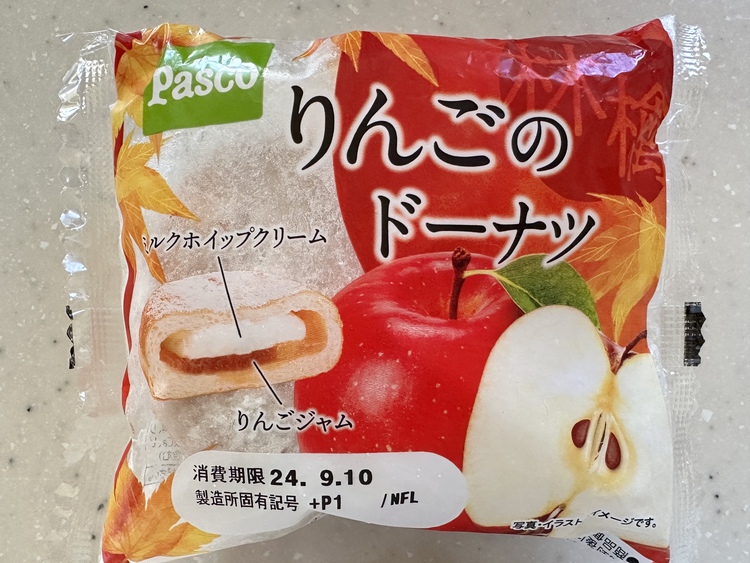 Pasco
りんごの
ドーナツ
林檎
ミルクホイップクリーム
りんごジャム
消費期限 24. 9.10
製造所固有記号 +P1 /NFL
写真・イラスト
イメージです。